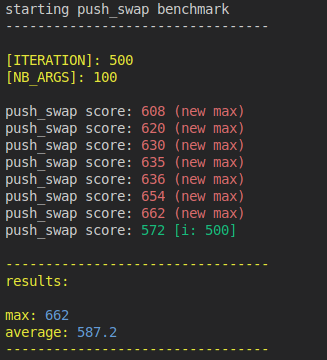 starting push_swap benchmark
---------------------------------
[ITERATION]: 500
[NB_ARGS]: 100
push_swap score: 608 (new max)
push_swap score: 620 (new max)
push_swap score: 630 (new max)
push_swap score: 635 (new max)
push_swap score: 636 (new max)
push_swap score: 654 (new max)
push_swap score: 662 (new max)
push_swap score: 572 [i: 500]
---------------------------------
results:
max: 662
average: 587.2
---------------------------------